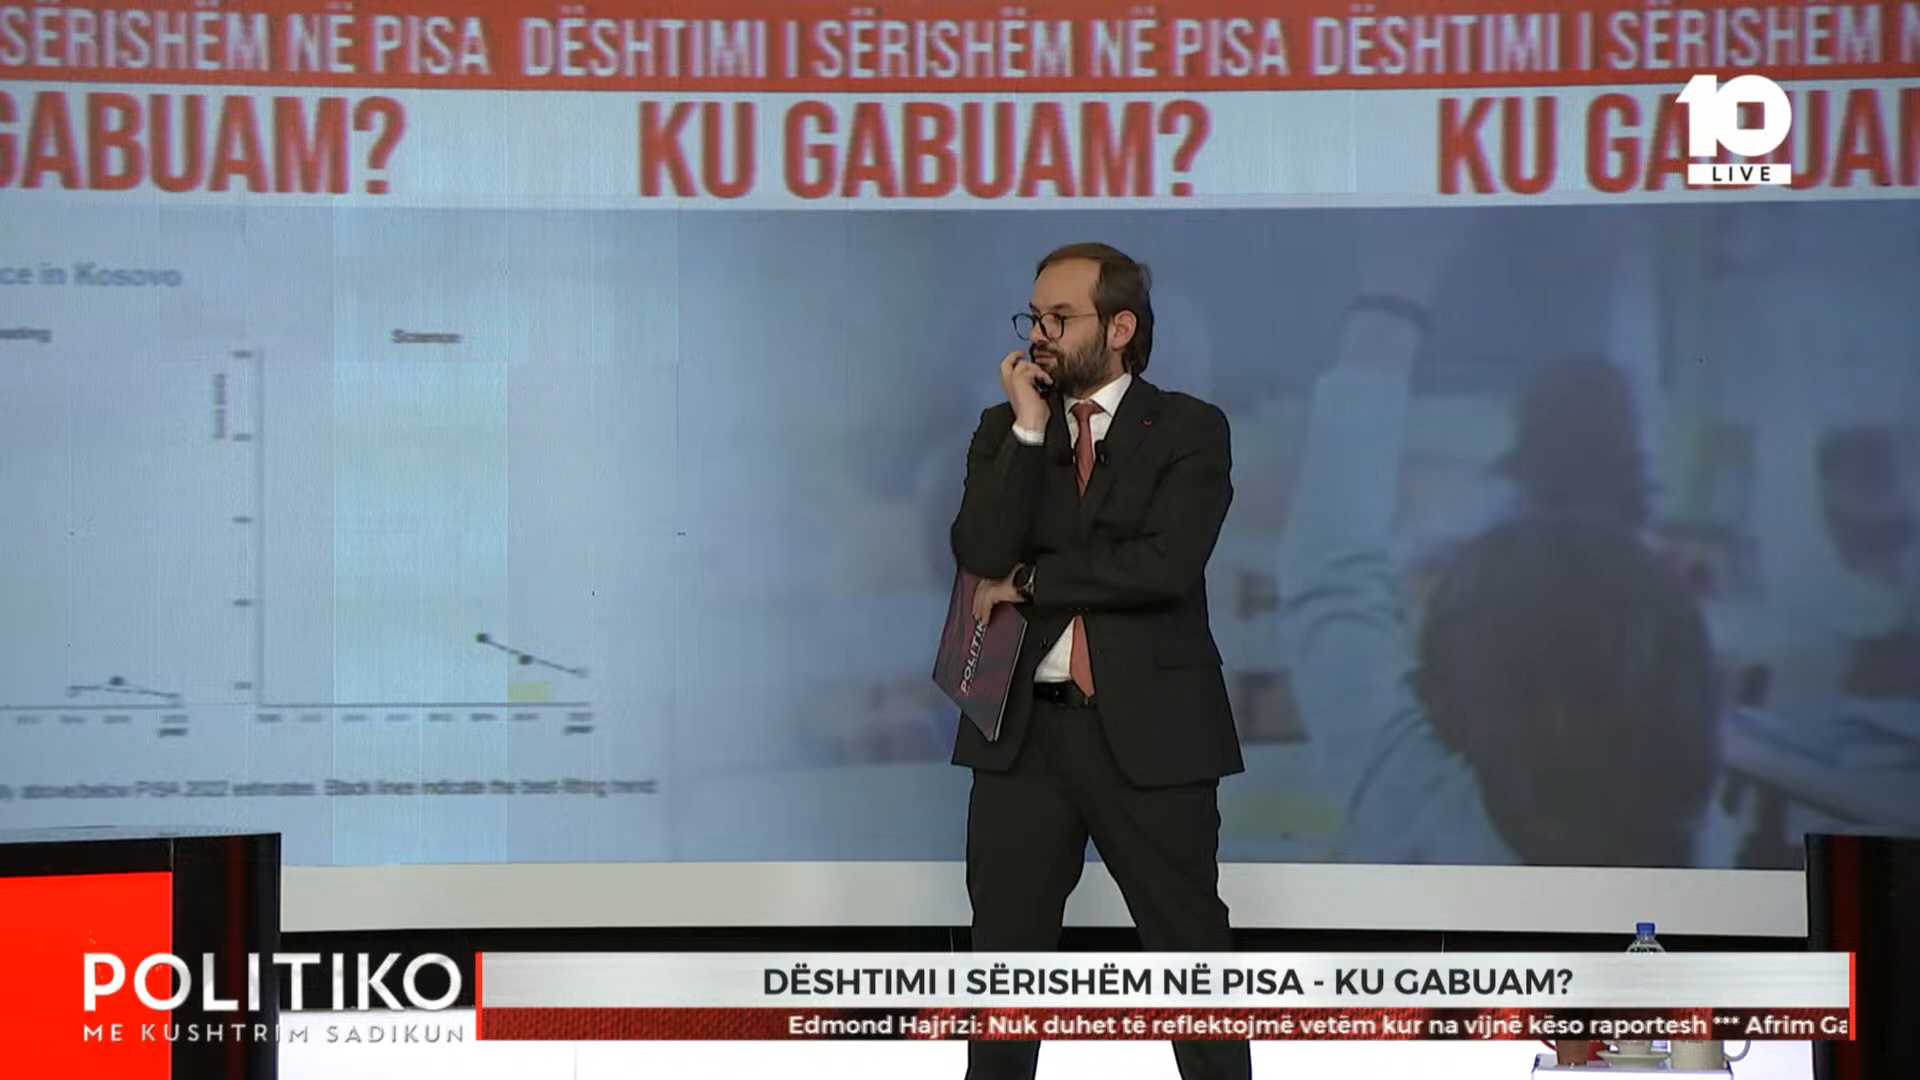 SËRISHËM NË PISA DËSHTIMI I SËRISHËM NË PISA DËSHTIMI I SËRISHËM N
GABUAM? KU GABUAM? KU GABUAM
10
LIVE
ce in Kosovo
Science
POLITIKO
DËSHTIMI I SËRISHËM NË PISA - KU GABUAM?
POLITIKO
ME KUSHTRIM SADIKUN
Edmond Hajrizi: Nuk duhet të reflektojmë vetëm kur na vijnë këso raportesh *** Afrim Ga